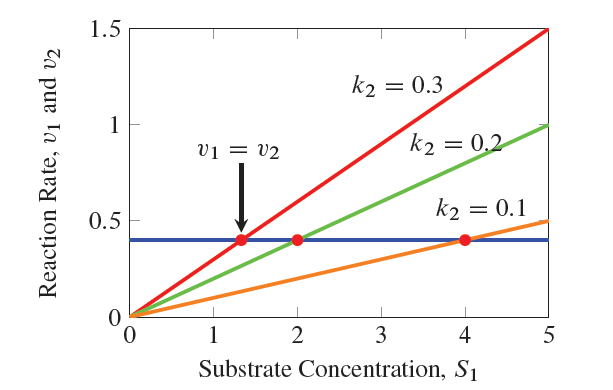 1.5
k₂ = 0.3
1
k₂ = 0.2
v₁ = v₂
k₂ = 0.1
0.5
0
0 1 2 3 4 5
Substrate Concentration, S₁
Reaction Rate, v₁ and v₂